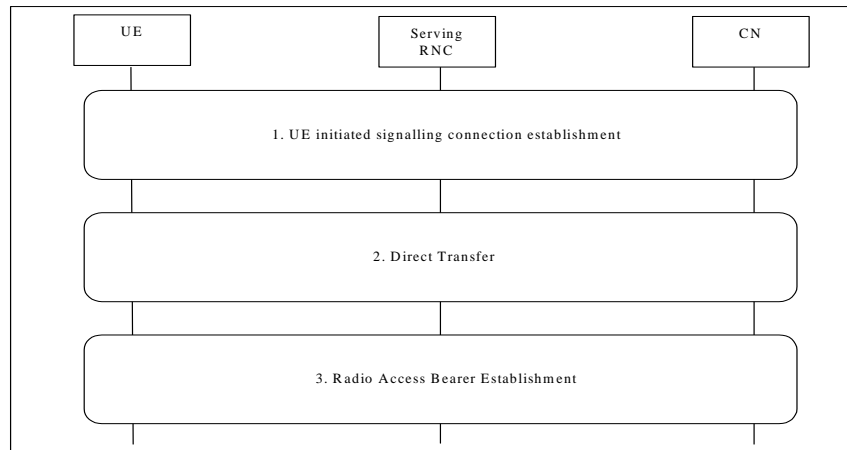 UE
Serving
RNC
CN
1. UE initiated signalling connection establishment
2. Direct Transfer
3. Radio Access Bearer Establishment